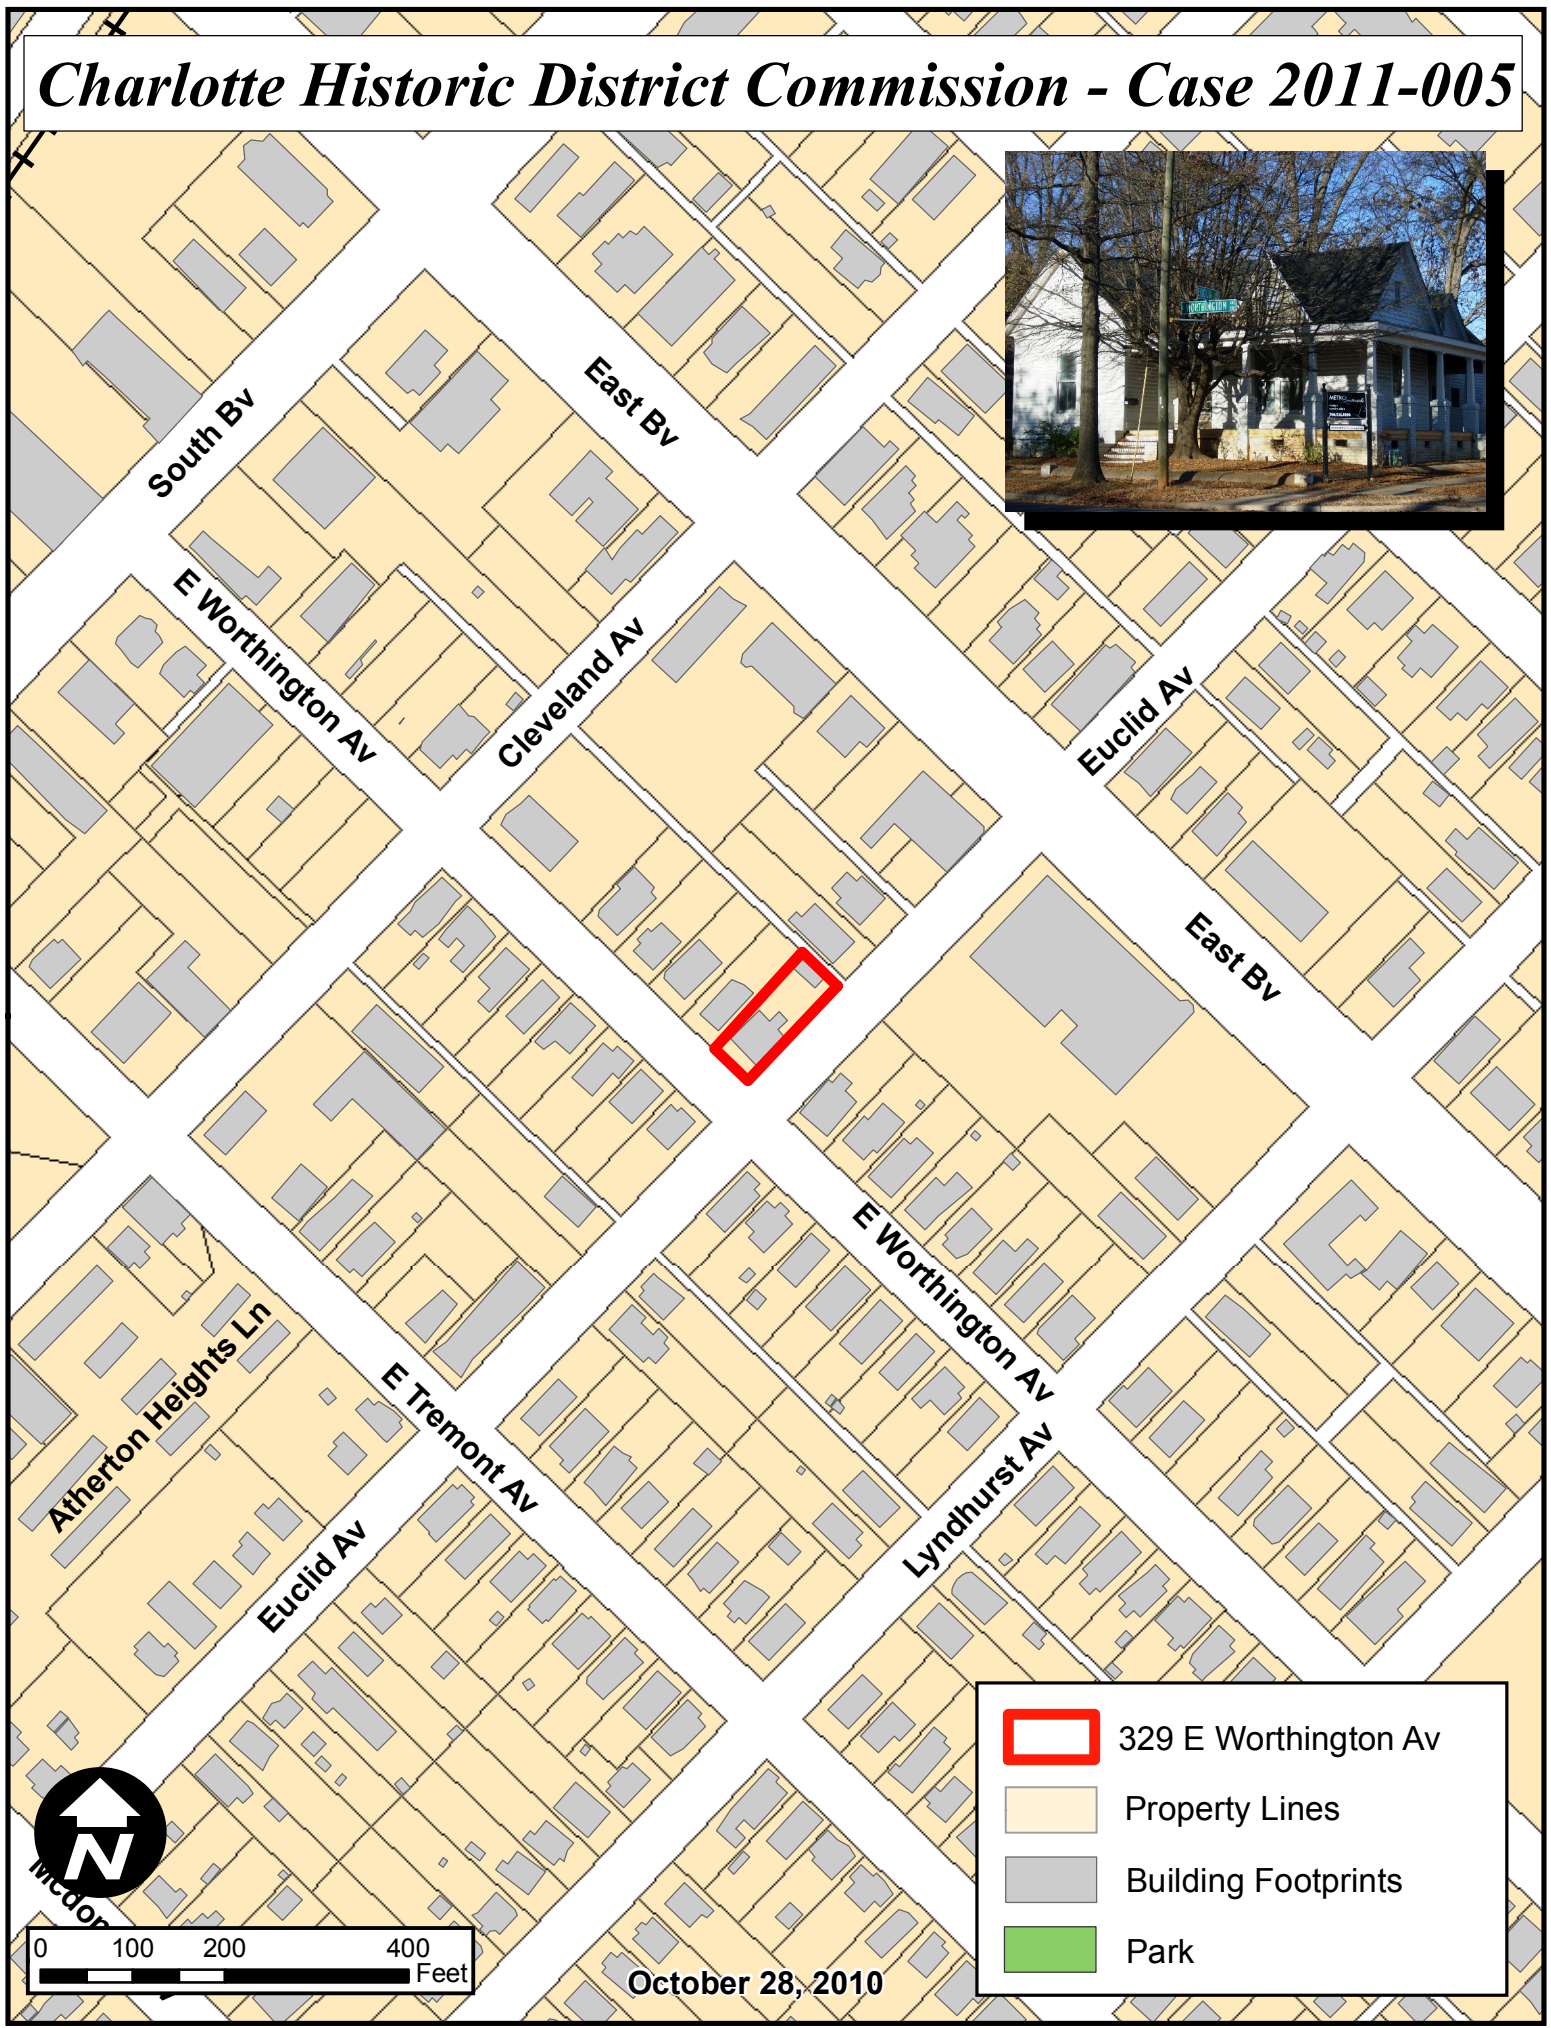 Charlotte Historic District Commission - Case 2011-005
WORTHINGTON
METRO
East Bv
South Bv
E Worthington Av
Cleveland Av
Euclid Av
East Bv
E Worthington Av
Atherton Heights Ln
E Tremont Av
Lyndhurst Av
Euclid Av
329 E Worthington Av
Property Lines
Building Footprints
Park
N
0 100 200 400
Feet
October 28, 2010